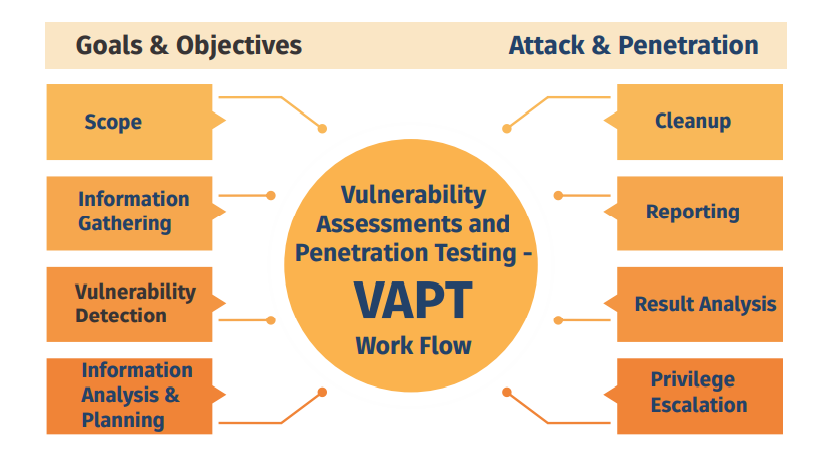 Goals & Objectives
Attack & Penetration
Scope
Information
Gathering
Vulnerability
Detection
Information
Analysis &
Planning
Vulnerability
Assessments and
Penetration Testing -
VAPT
Work Flow
Cleanup
Reporting
Result Analysis
Privilege
Escalation